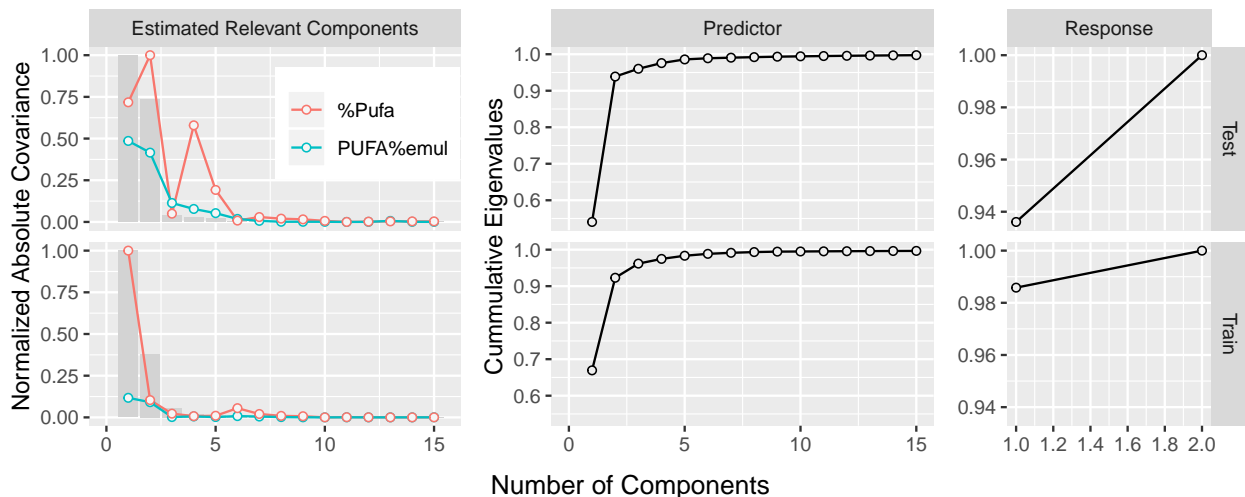 Estimated Relevant Components
Predictor
Response
Normalized Absolute Covariance
1.00
0.75
0.50
0.25
0.00
%Pufa
PUFA%emul
1.00
0.75
0.50
0.25
0.00
0 5 10 15
Cummulative Eigenvalues
1.0
0.9
0.8
0.7
0.6
1.0
0.9
0.8
0.7
0.6
0 5 10 15
1.00
0.98
0.96
0.94
Test
1.00
0.98
0.96
0.94
Train
1.0 1.2 1.4 1.6 1.8 2.0
Number of Components